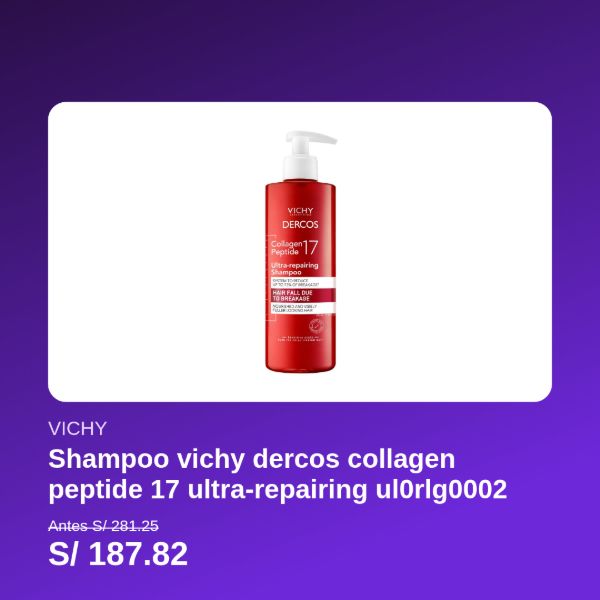 VICHY
DERCOS
Collagen
Peptide 17
Ultra-repairing
Shampoo
HAIR FALL DUE
TO BREAKAGE
VICHY
Shampoo vichy dercos collagen
peptide 17 ultra-repairing ul0rlg0002
Antes S/ 281.25
S/ 187.82